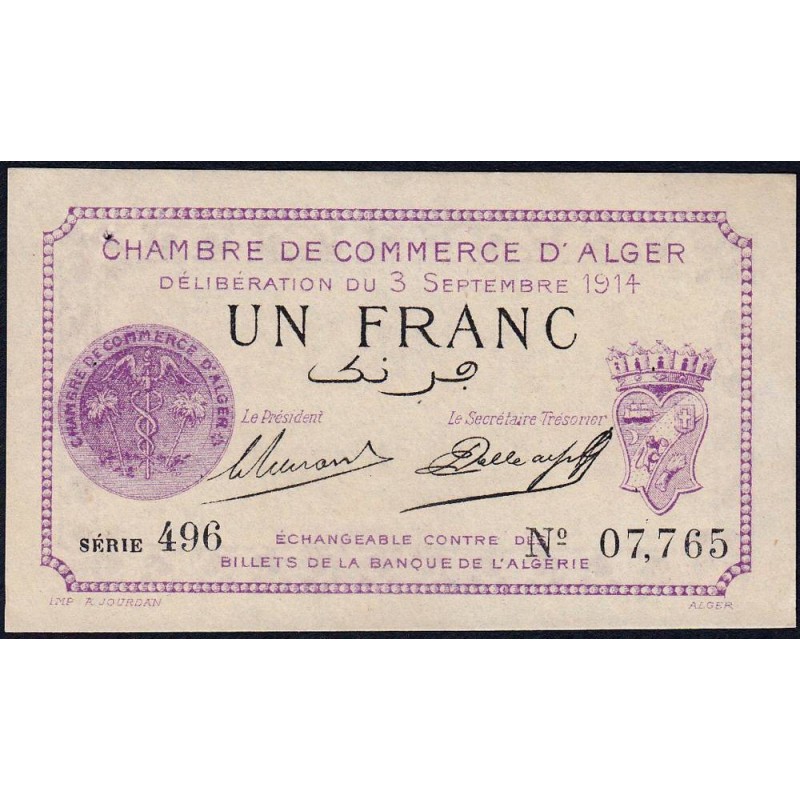 CHAMBRE DE COMMERCE D'ALGER
DÉLIBÉRATION DU 3 SEPTEMBRE 1914
UN FRANC
فرنك
CHAMBRE DE COMMERCE D'ALGER
Le Président
Le Secrétaire Trésorier
SÉRIE 496
ÉCHANGEABLE CONTRE DES
BILLETS DE LA BANQUE DE L'ALGÉRIE
Nº 07,765
IMP. A. JOURDAN
ALGER